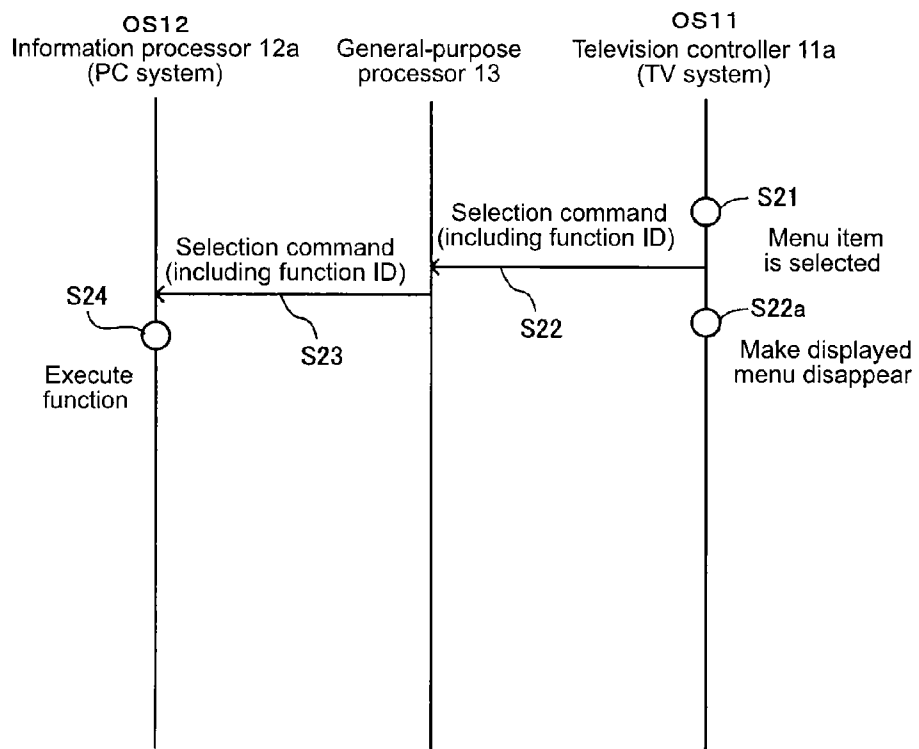 OS12
Information processor 12a
(PC system)
General-purpose
processor 13
OS11
Television controller 11a
(TV system)
S21
Menu item
is selected
Selection command
(including function ID)
S22
Selection command
(including function ID)
S23
S22a
Make displayed
menu disappear
S24
Execute
function